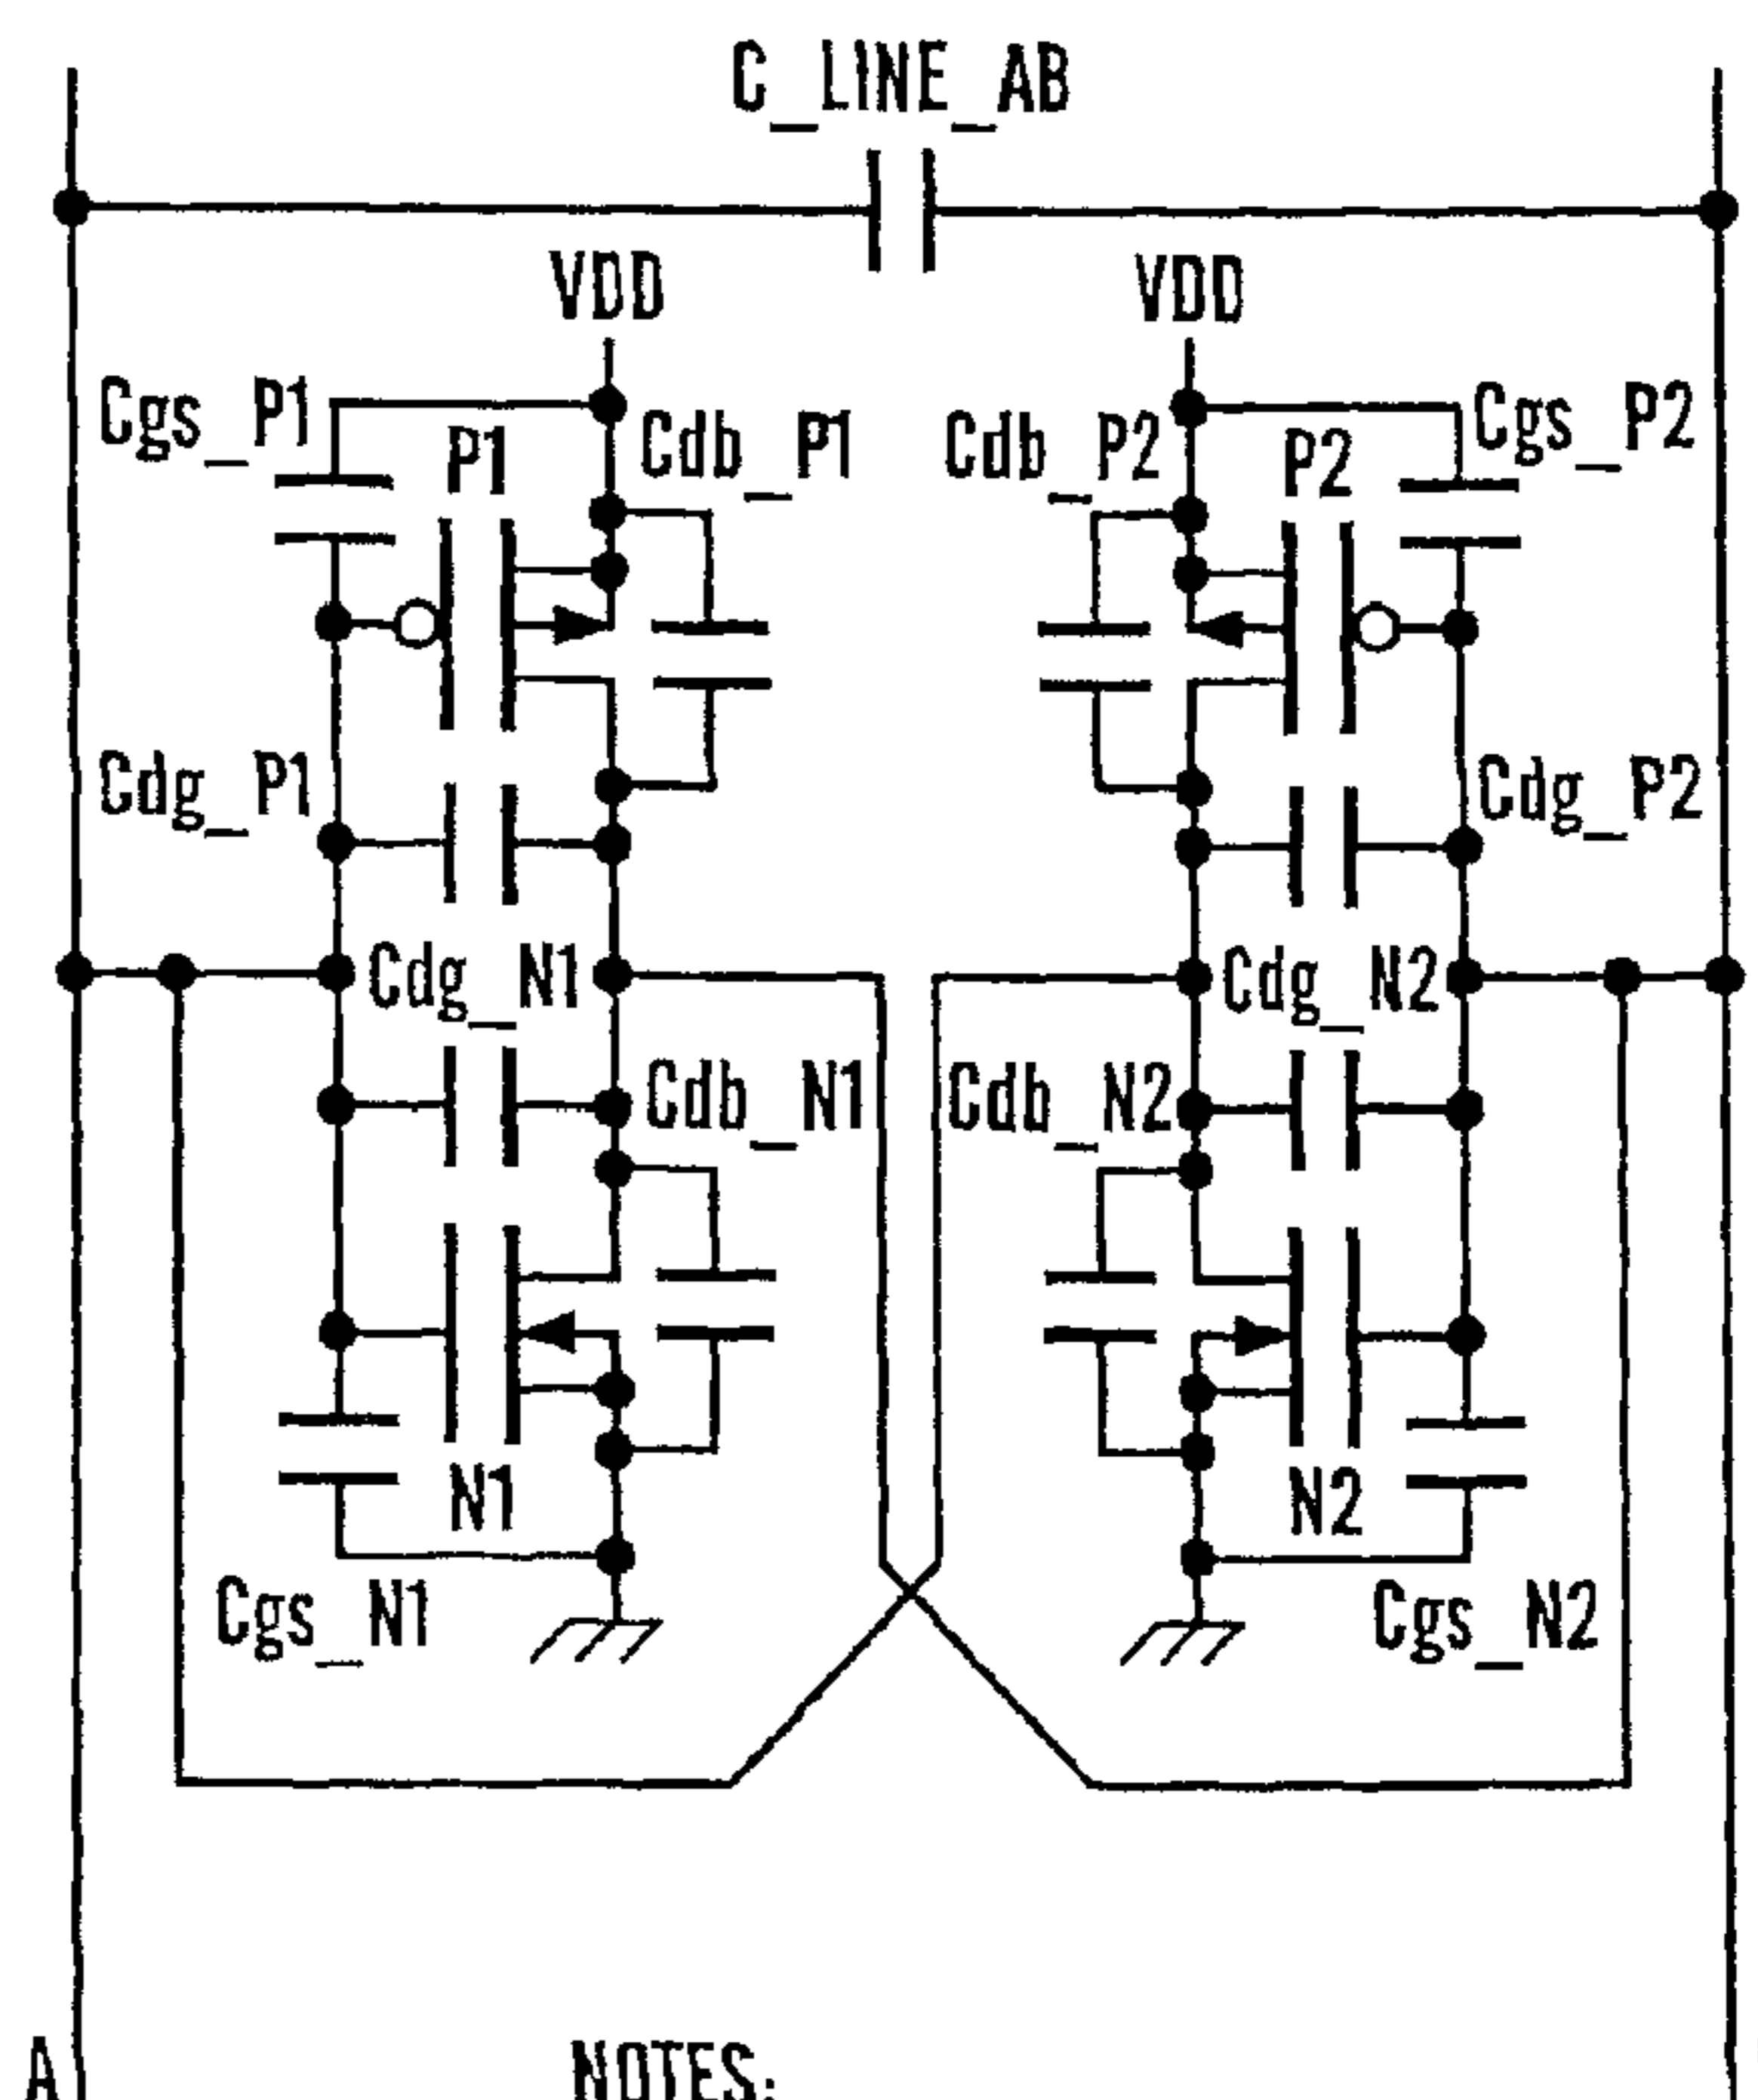 C_LINE_AB
VDD VDD
Cgs_P1 P1 Cdb_P1 Cdb_P2 P2 Cgs_P2
Cdg_P1 Cdg_P2
Cdg_N1 Cdg_N2
Cdb_N1 Cdb_N2
N1 N2
Cgs_N1 Cgs_N2
A NOTES: